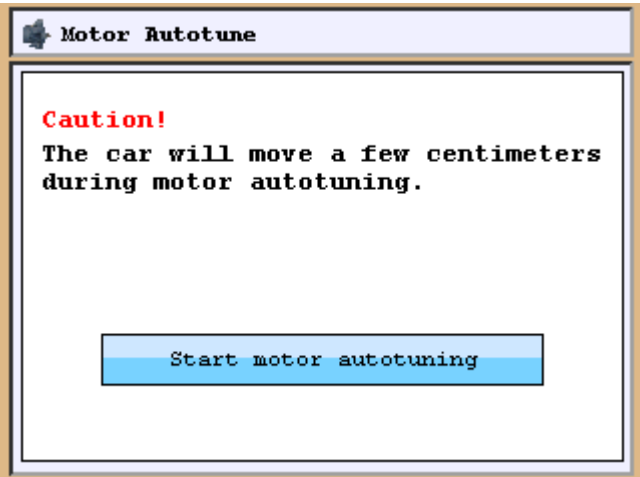 Motor Autotune
Caution!
The car will move a few centimeters
during motor autotuning.
Start motor autotuning